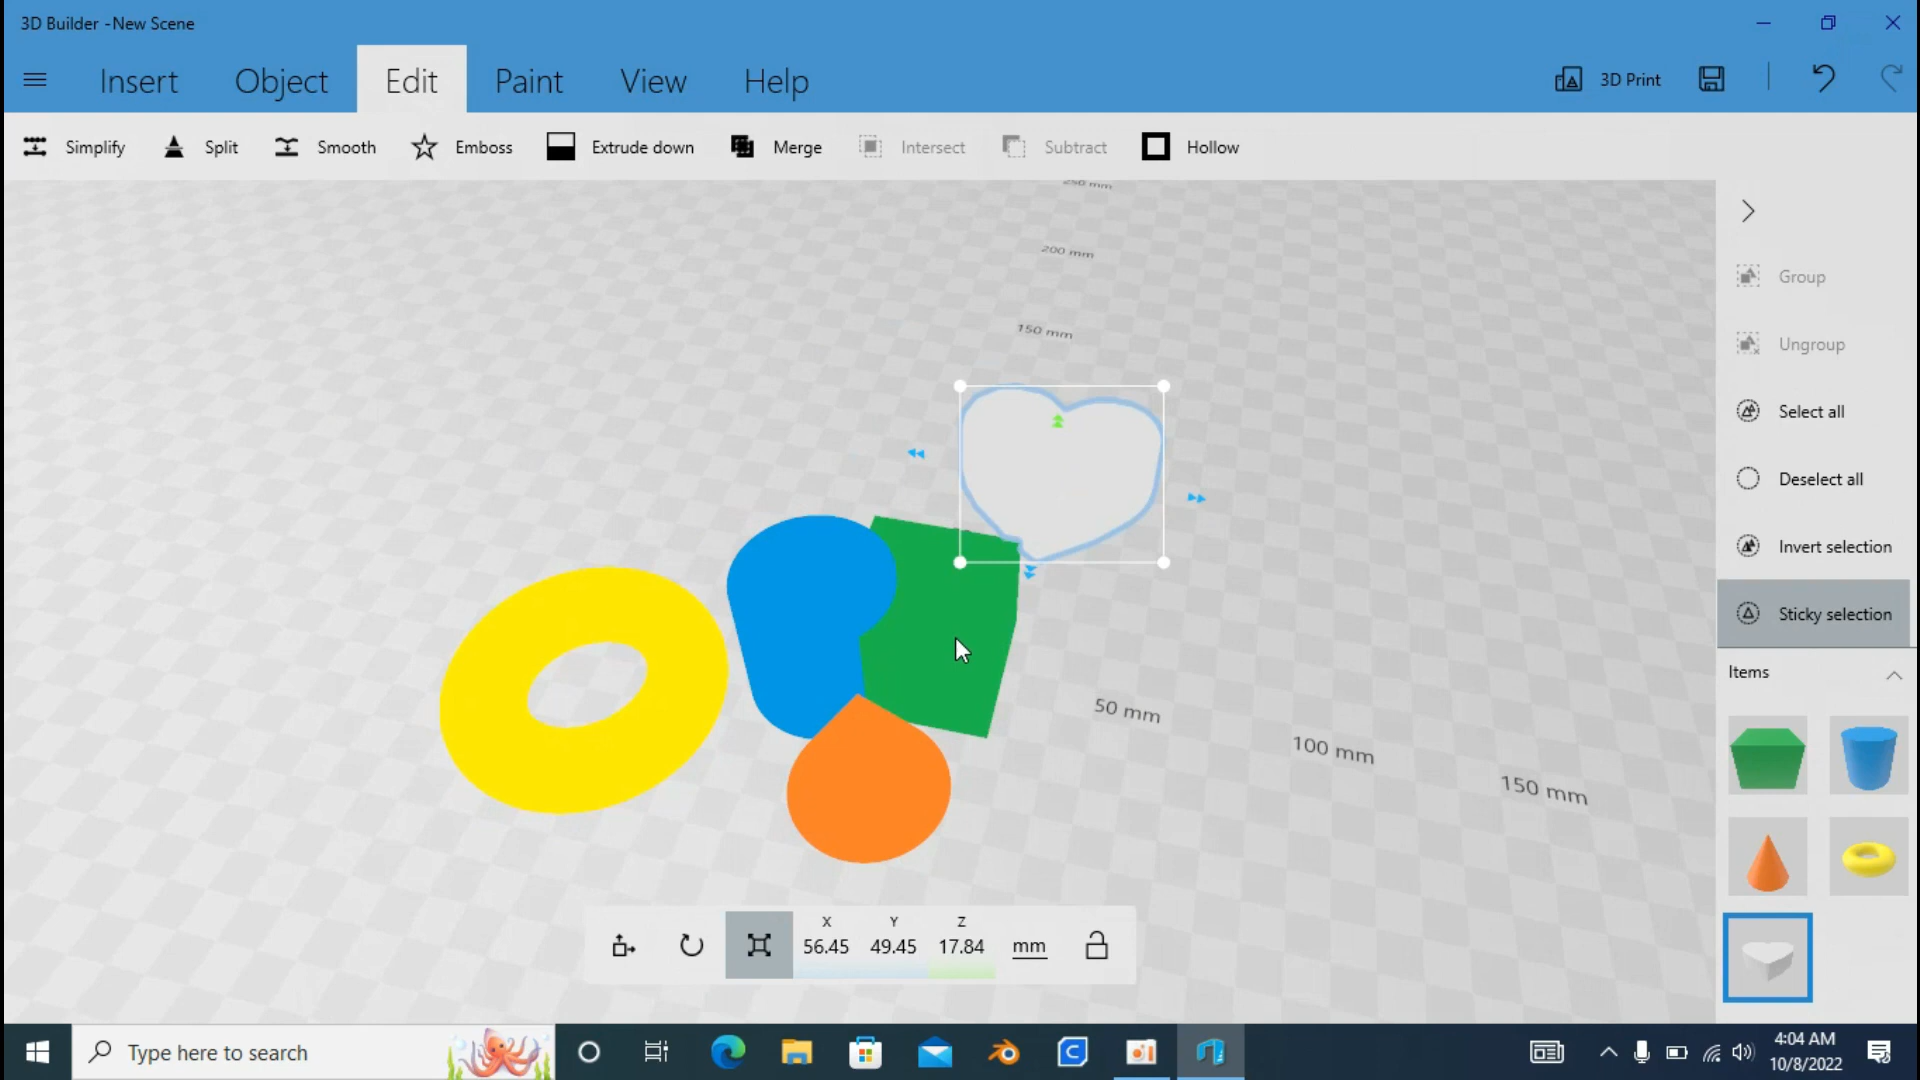 3D Builder -New Scene
Insert Object Edit Paint View Help
3D Print
Simplify Split Smooth Emboss Extrude down Merge Intersect Subtract Hollow
250 mm
200 mm
150 mm
50 mm
100 mm
150 mm
Group
Ungroup
Select all
Deselect all
Invert selection
Sticky selection
Items
X Y Z
56.45 49.45 17.84 mm
Type here to search
4:04 AM
10/8/2022